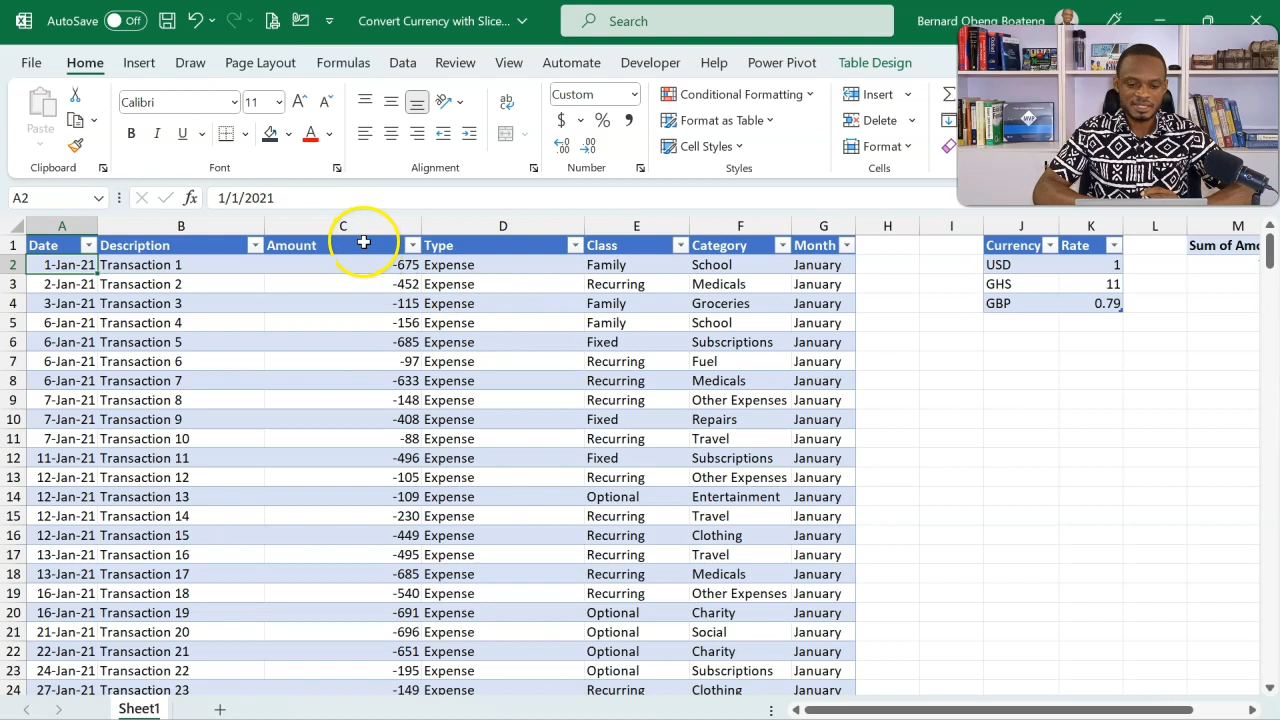 AutoSave Off Convert Currency with Slice... Search Bernard Obeng Boateng
File Home Insert Draw Page Layout Formulas Data Review View Automate Developer Help Power Pivot Table Design
Calibri 11 Custom Conditional Formatting Insert
Paste B I U $ % Format as Table Delete
Cell Styles Format
Clipboard Font Alignment Number Styles Cells
A2 fx 1/1/2021
A B C D E F G H I J K L M
1 Date Description Amount Type Class Category Month Currency Rate Sum of Amo
2 1-Jan-21 Transaction 1 -675 Expense Family School January USD 1
3 2-Jan-21 Transaction 2 -452 Expense Recurring Medicals January GHS 11
4 3-Jan-21 Transaction 3 -115 Expense Family Groceries January GBP 0.79
5 6-Jan-21 Transaction 4 -156 Expense Family School January
6 6-Jan-21 Transaction 5 -685 Expense Fixed Subscriptions January
7 6-Jan-21 Transaction 6 -97 Expense Recurring Fuel January
8 6-Jan-21 Transaction 7 -633 Expense Recurring Medicals January
9 7-Jan-21 Transaction 8 -148 Expense Recurring Other Expenses January
10 7-Jan-21 Transaction 9 -408 Expense Fixed Repairs January
11 7-Jan-21 Transaction 10 -88 Expense Recurring Travel January
12 11-Jan-21 Transaction 11 -496 Expense Fixed Subscriptions January
13 12-Jan-21 Transaction 12 -105 Expense Recurring Other Expenses January
14 12-Jan-21 Transaction 13 -109 Expense Optional Entertainment January
15 12-Jan-21 Transaction 14 -230 Expense Recurring Travel January
16 12-Jan-21 Transaction 15 -449 Expense Recurring Clothing January
17 13-Jan-21 Transaction 16 -495 Expense Recurring Travel January
18 13-Jan-21 Transaction 17 -685 Expense Recurring Medicals January
19 16-Jan-21 Transaction 18 -540 Expense Recurring Other Expenses January
20 16-Jan-21 Transaction 19 -691 Expense Optional Charity January
21 21-Jan-21 Transaction 20 -696 Expense Optional Social January
22 22-Jan-21 Transaction 21 -651 Expense Optional Charity January
23 24-Jan-21 Transaction 22 -195 Expense Optional Subscriptions January
24 27-Jan-21 Transaction 23 -149 Expense Recurring Clothing January
Sheet1